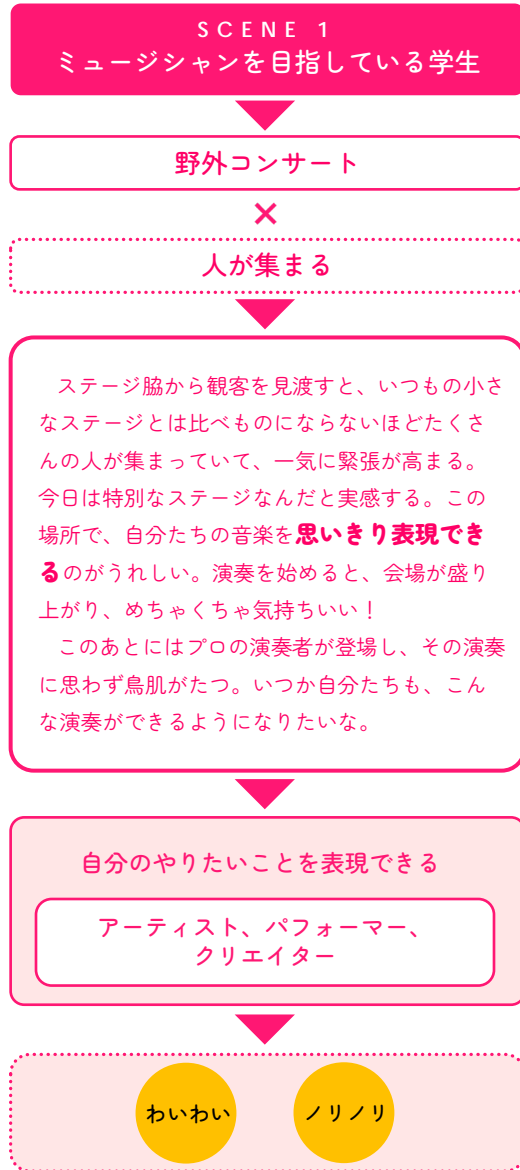 SCENE 1
ミュージシャンを目指している学生
野外コンサート
×
人が集まる
ステージ脇から観客を見渡すと、いつもの小さ
なステージとは比べものにならないほどたくさ
んの人が集まっていて、一気に緊張が高まる。
今日は特別なステージなんだと実感する。この
場所で、自分たちの音楽を思いきり表現でき
るのがうれしい。演奏を始めると、会場が盛り
上がり、めちゃくちゃ気持ちいい！
このあとにはプロの演奏者が登場し、その演奏
に思わず鳥肌がたつ。いつか自分たちも、こん
な演奏ができるようになりたいな。
自分のやりたいことを表現できる
アーティスト、パフォーマー、
クリエイター
わいわい
ノリノリ